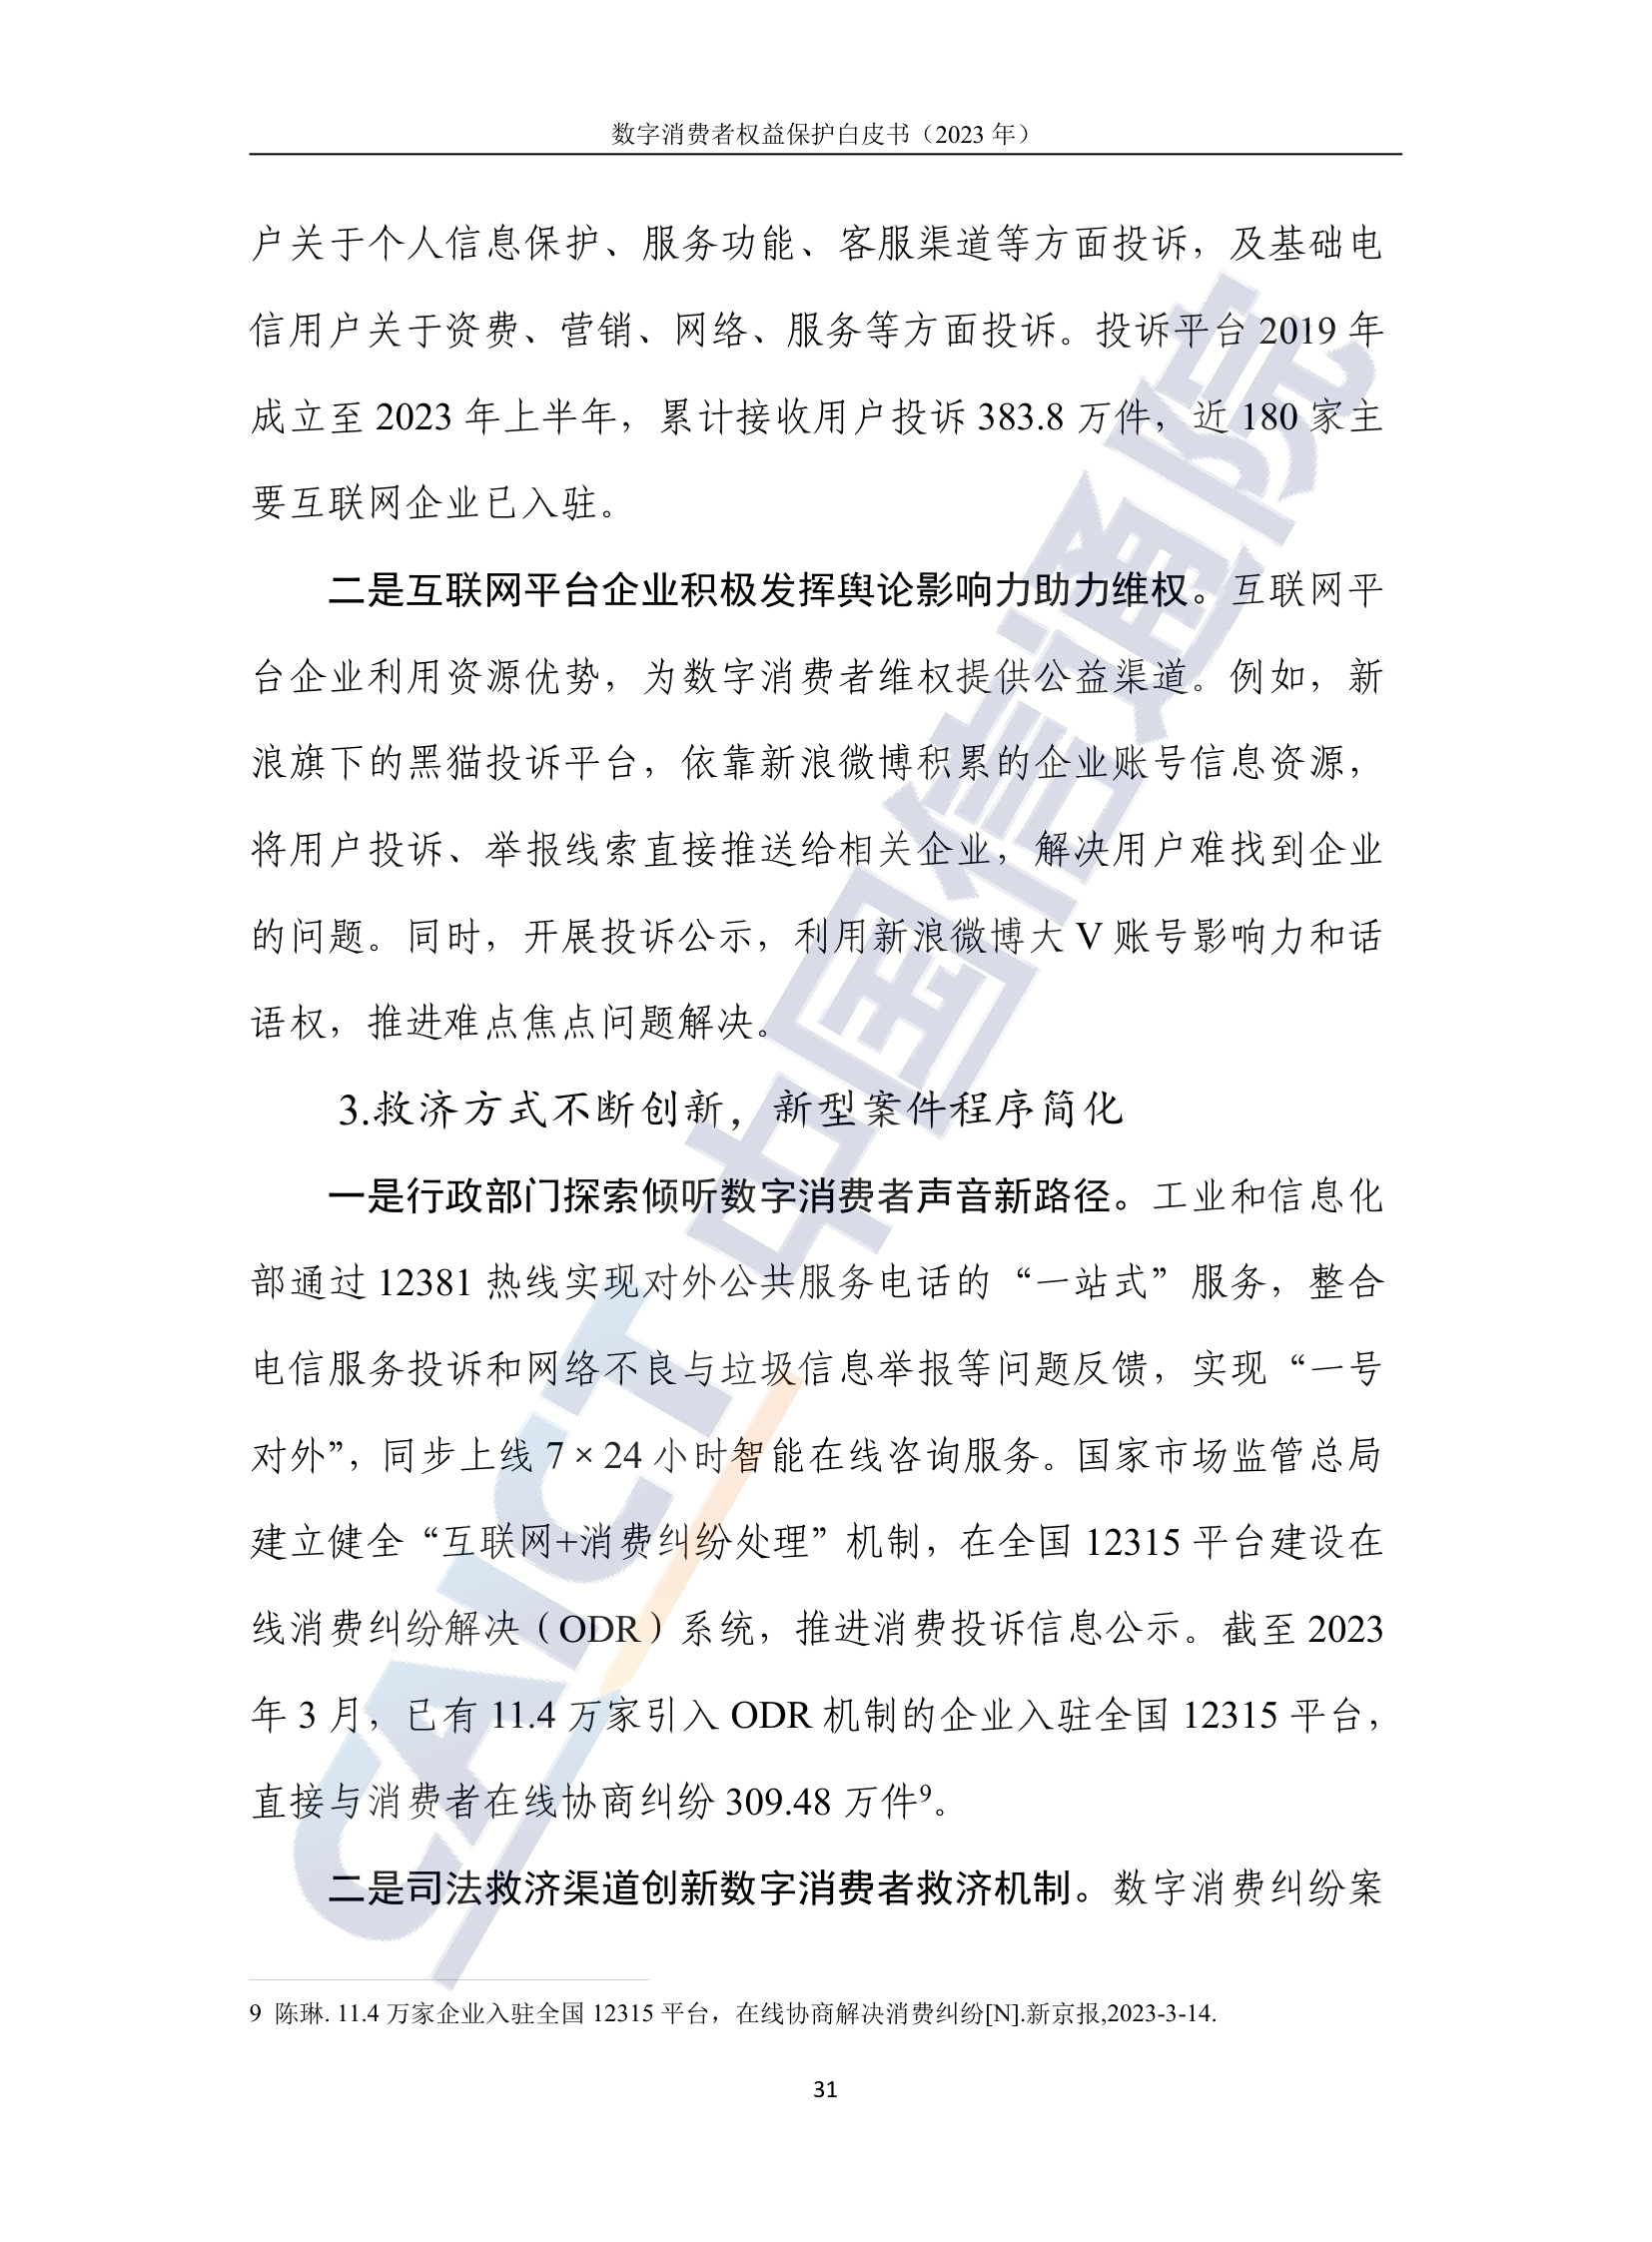 数字消费者权益保护白皮书（2023 年）
户关于个人信息保护、服务功能、客服渠道等方面投诉，及基础电
信用户关于资费、营销、网络、服务等方面投诉。投诉平台 2019 年
成立至 2023 年上半年，累计接收用户投诉 383.8 万件，近 180 家主
要互联网企业已入驻。
二是互联网平台企业积极发挥舆论影响力助力维权。互联网平
台企业利用资源优势，为数字消费者维权提供公益渠道。例如，新
浪旗下的黑猫投诉平台，依靠新浪微博积累的企业账号信息资源，
将用户投诉、举报线索直接推送给相关企业，解决用户难找到企业
的问题。同时，开展投诉公示，利用新浪微博大 V 账号影响力和话
语权，推进难点焦点问题解决。
3.救济方式不断创新，新型案件程序简化
一是行政部门探索倾听数字消费者声音新路径。工业和信息化
部通过 12381 热线实现对外公共服务电话的“一站式”服务，整合
电信服务投诉和网络不良与垃圾信息举报等问题反馈，实现“一号
对外”，同步上线 7×24 小时智能在线咨询服务。国家市场监管总局
建立健全“互联网+消费纠纷处理”机制，在全国 12315 平台建设在
线消费纠纷解决（ODR）系统，推进消费投诉信息公示。截至 2023
年 3 月，已有 11.4 万家引入 ODR 机制的企业入驻全国 12315 平台，
直接与消费者在线协商纠纷 309.48 万件9。
二是司法救济渠道创新数字消费者救济机制。数字消费纠纷案
9 陈琳. 11.4 万家企业入驻全国 12315 平台，在线协商解决消费纠纷[N].新京报,2023-3-14.
31
CAICT 中国信通院